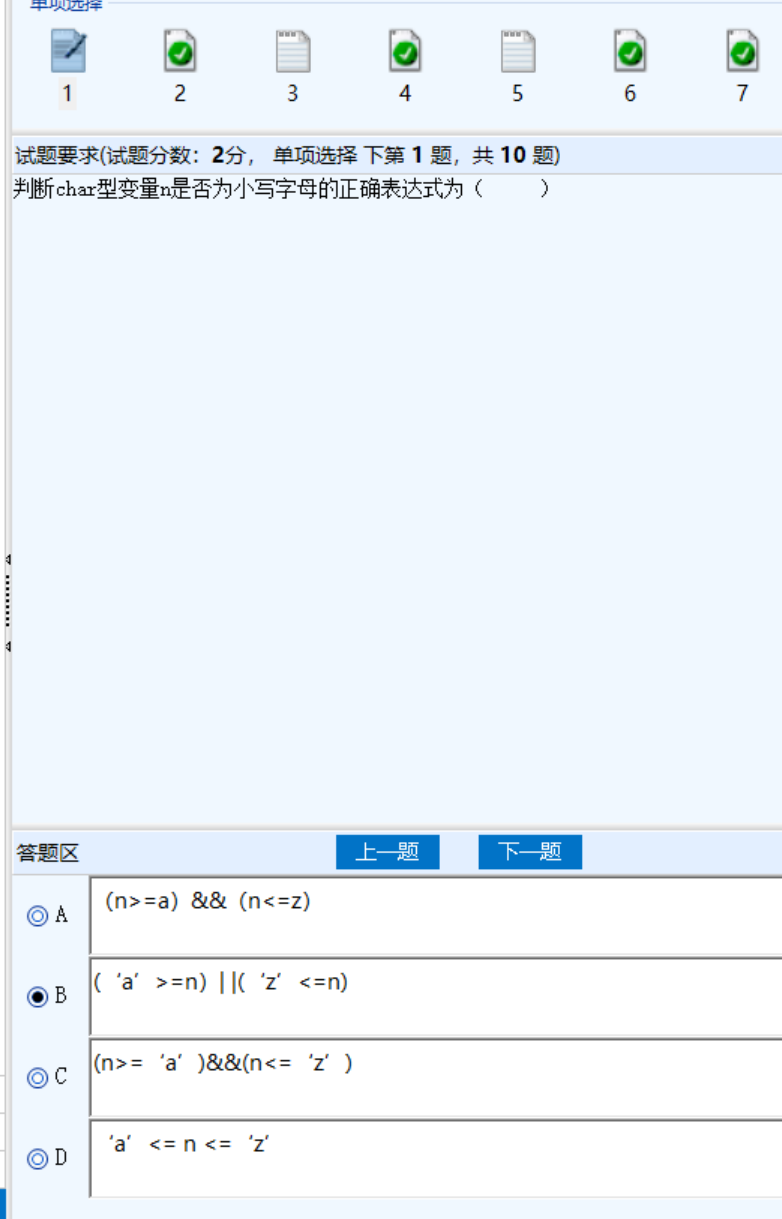 单项选择
1 2 3 4 5 6 7
试题要求(试题分数：2分， 单项选择 下第 1 题，共 10 题)
判断char型变量n是否为小写字母的正确表达式为（ ）
答题区 上一题 下一题
A (n>=a) && (n<=z)
B (‘a’>=n)||(‘z’<=n)
C (n>=‘a’)&&(n<=‘z’)
D ‘a’<= n <=‘z’